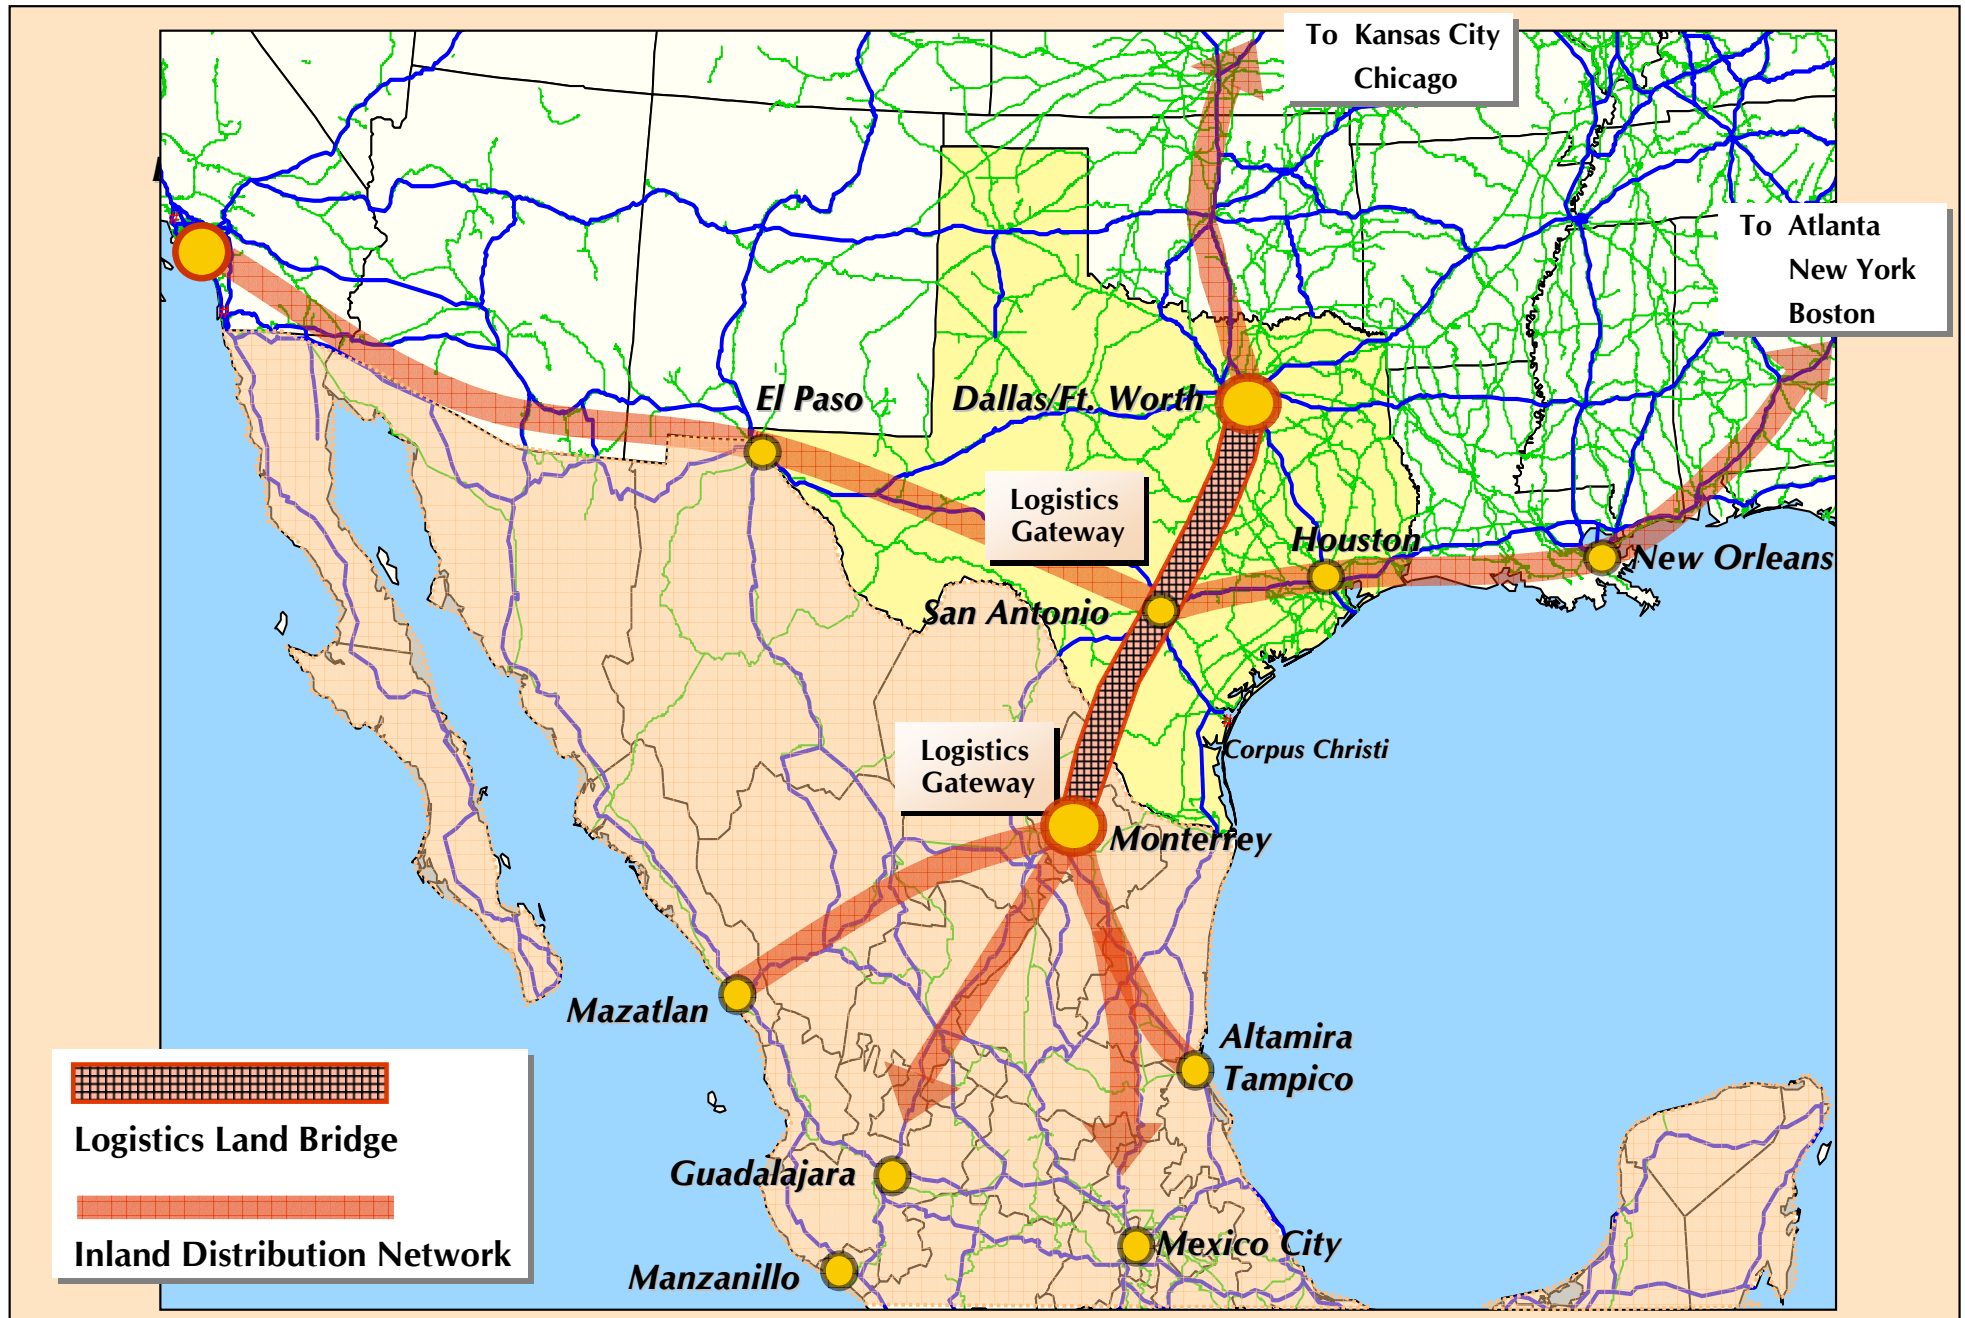 To Kansas City
Chicago
To Atlanta
New York
Boston
El Paso
Dallas/Ft. Worth
Logistics
Gateway
Houston
New Orleans
San Antonio
Logistics
Gateway
Corpus Christi
Monterrey
Mazatlan
Altamira
Tampico
Logistics Land Bridge
Guadalajara
Inland Distribution Network
Mexico City
Manzanillo